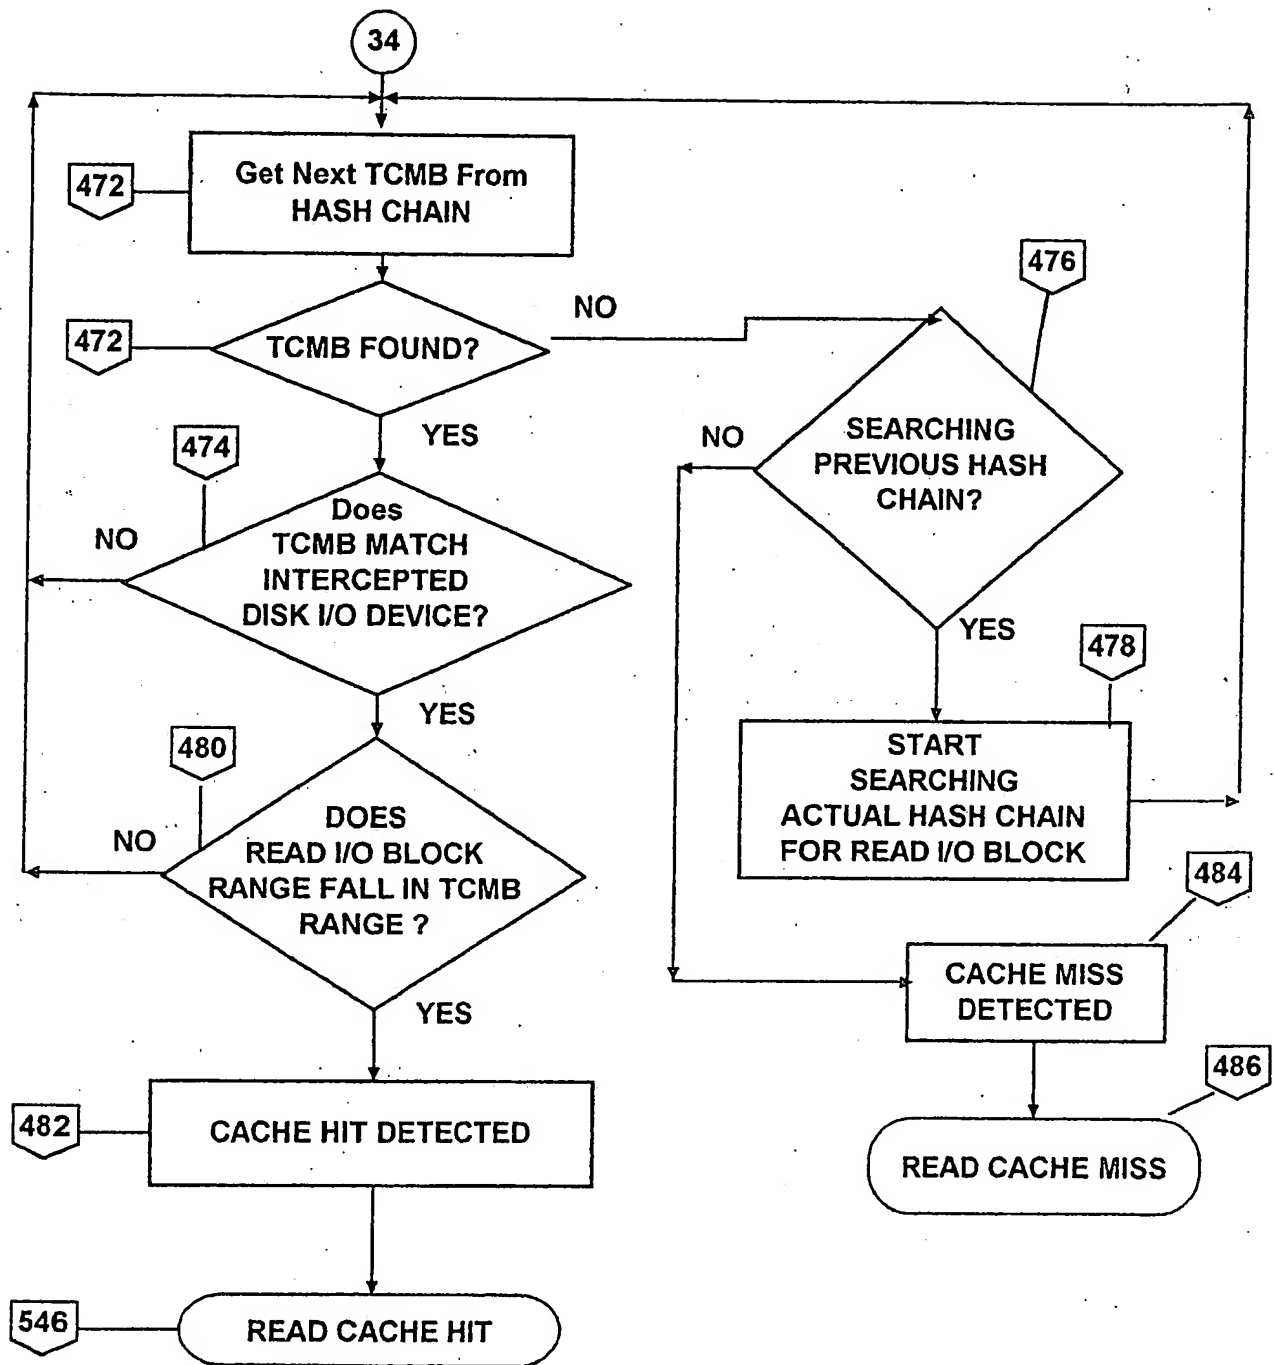 34
472
Get Next TCMB From
HASH CHAIN
476
NO
472
TCMB FOUND?
YES
474
NO
SEARCHING
PREVIOUS HASH
CHAIN?
NO
Does
TCMB MATCH
INTERCEPTED
DISK I/O DEVICE?
YES
478
YES
480
START
SEARCHING
ACTUAL HASH CHAIN
FOR READ I/O BLOCK
NO
DOES
READ I/O BLOCK
RANGE FALL IN TCMB
RANGE ?
484
YES
CACHE MISS
DETECTED
486
482
CACHE HIT DETECTED
READ CACHE MISS
546
READ CACHE HIT